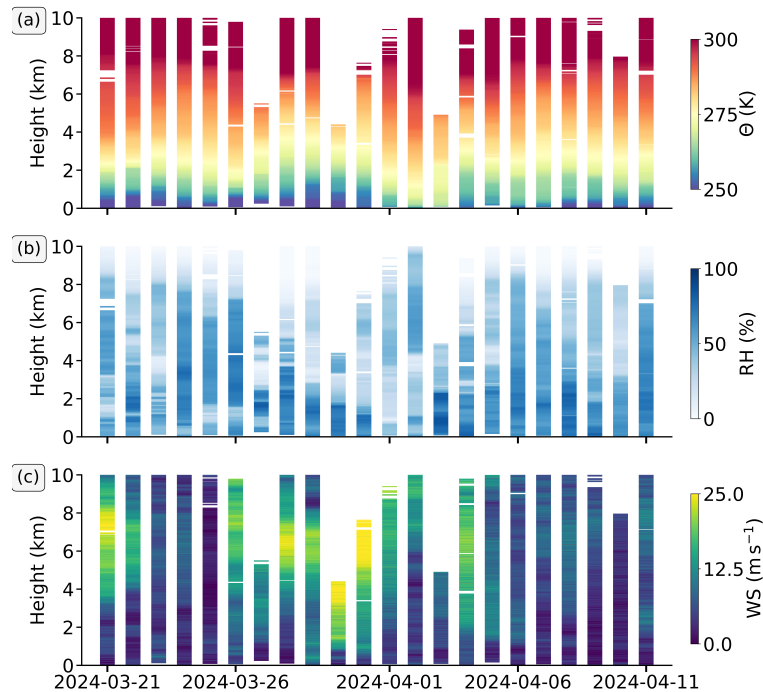 (a)
Height (km)
10
8
6
4
2
0
300
275
250
Θ (K)
(b)
Height (km)
10
8
6
4
2
0
100
50
0
RH (%)
(c)
Height (km)
10
8
6
4
2
0
25.0
12.5
0.0
WS (m s⁻¹)
2024-03-21 2024-03-26 2024-04-01 2024-04-06 2024-04-11